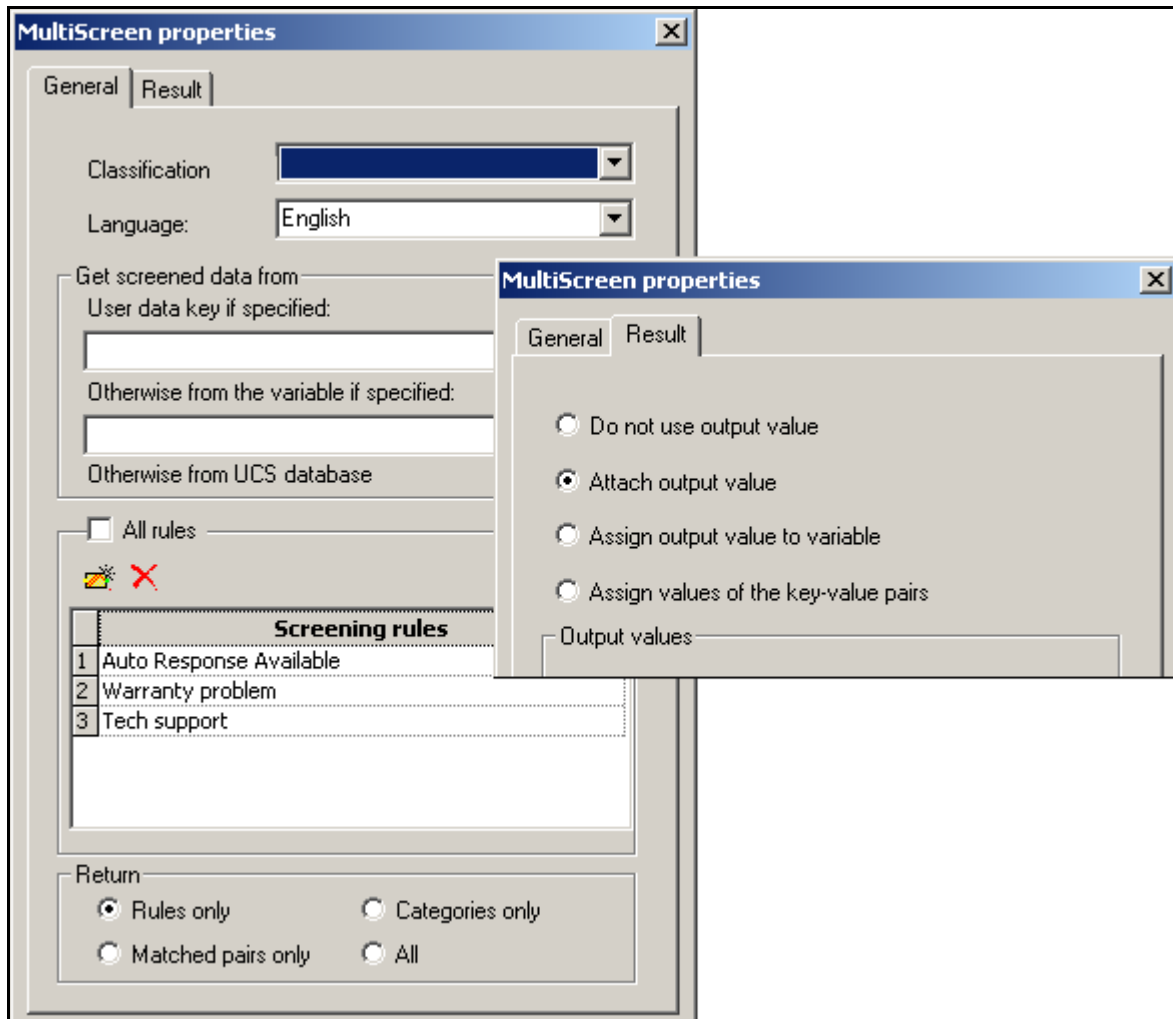 MultiScreen properties
General Result
Classification
Language: English
Get screened data from
User data key if specified:
Otherwise from the variable if specified:
Otherwise from UCS database
All rules
Screening rules
1 Auto Response Available
2 Warranty problem
3 Tech support
Return
Rules only Categories only
Matched pairs only All
MultiScreen properties
General Result
Do not use output value
Attach output value
Assign output value to variable
Assign values of the key-value pairs
Output values